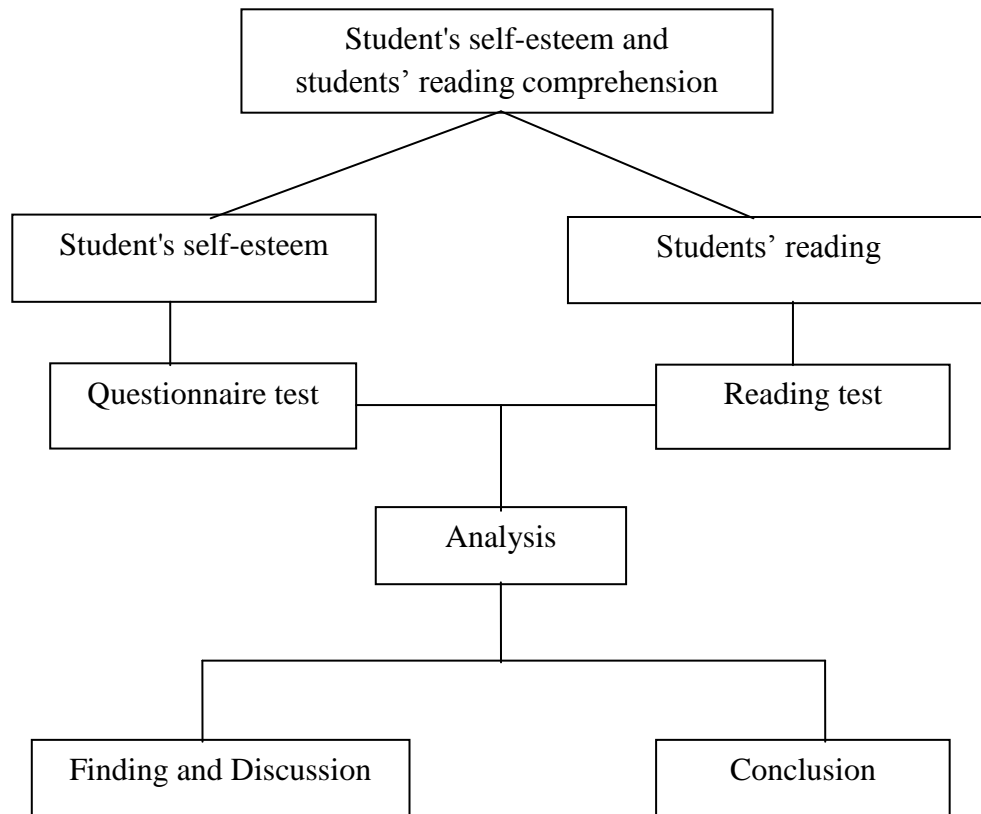 Student's self-esteem and
students’ reading comprehension
Student's self-esteem
Students’ reading
Questionnaire test
Reading test
Analysis
Finding and Discussion
Conclusion